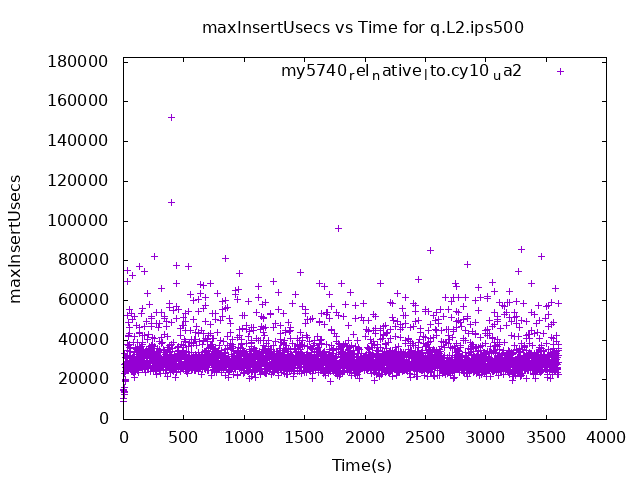 maxInsertUsecs vs Time for q.L2.ips500
my5740relnativelto.cy10ua2
180000
160000
140000
120000
100000
80000
60000
40000
20000
0
maxInsertUsecs
0 500 1000 1500 2000 2500 3000 3500 4000
Time(s)